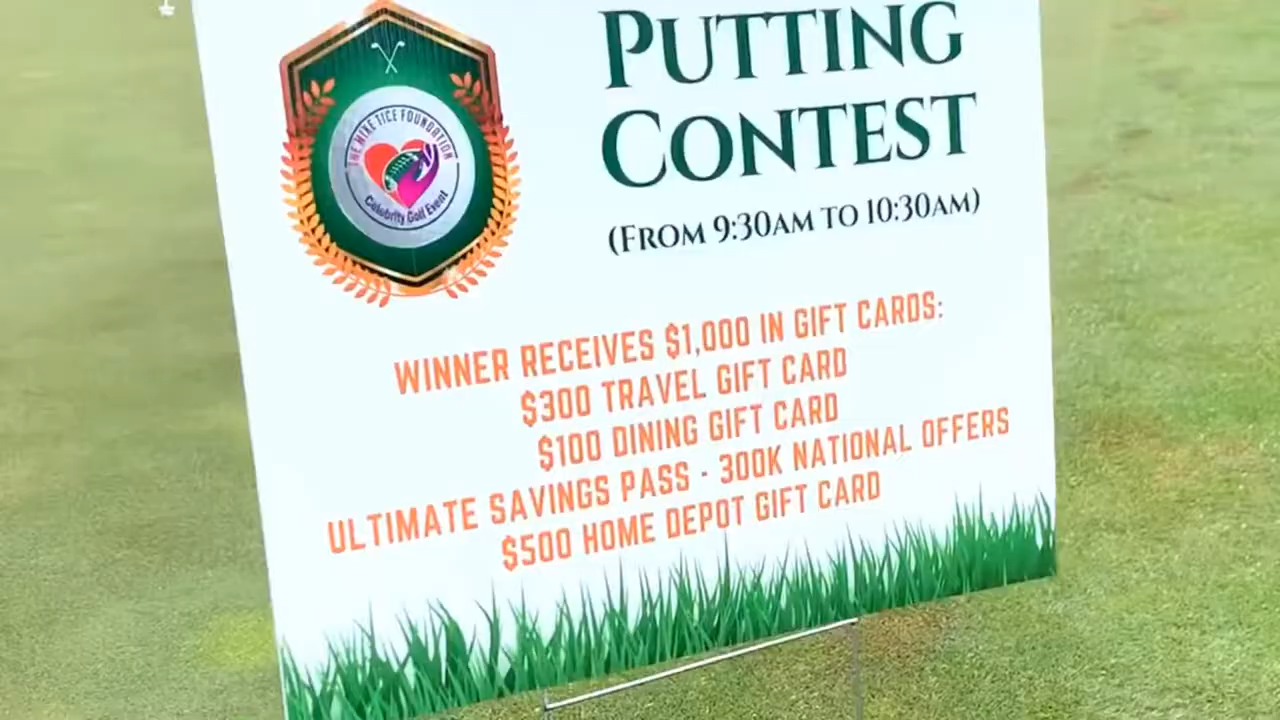 THE MIKE TICE FOUNDATION
Celebrity Golf Event
PUTTING
CONTEST
(FROM 9:30AM TO 10:30AM)
WINNER RECEIVES $1,000 IN GIFT CARDS:
$300 TRAVEL GIFT CARD
$100 DINING GIFT CARD
ULTIMATE SAVINGS PASS - 300K NATIONAL OFFERS
$500 HOME DEPOT GIFT CARD